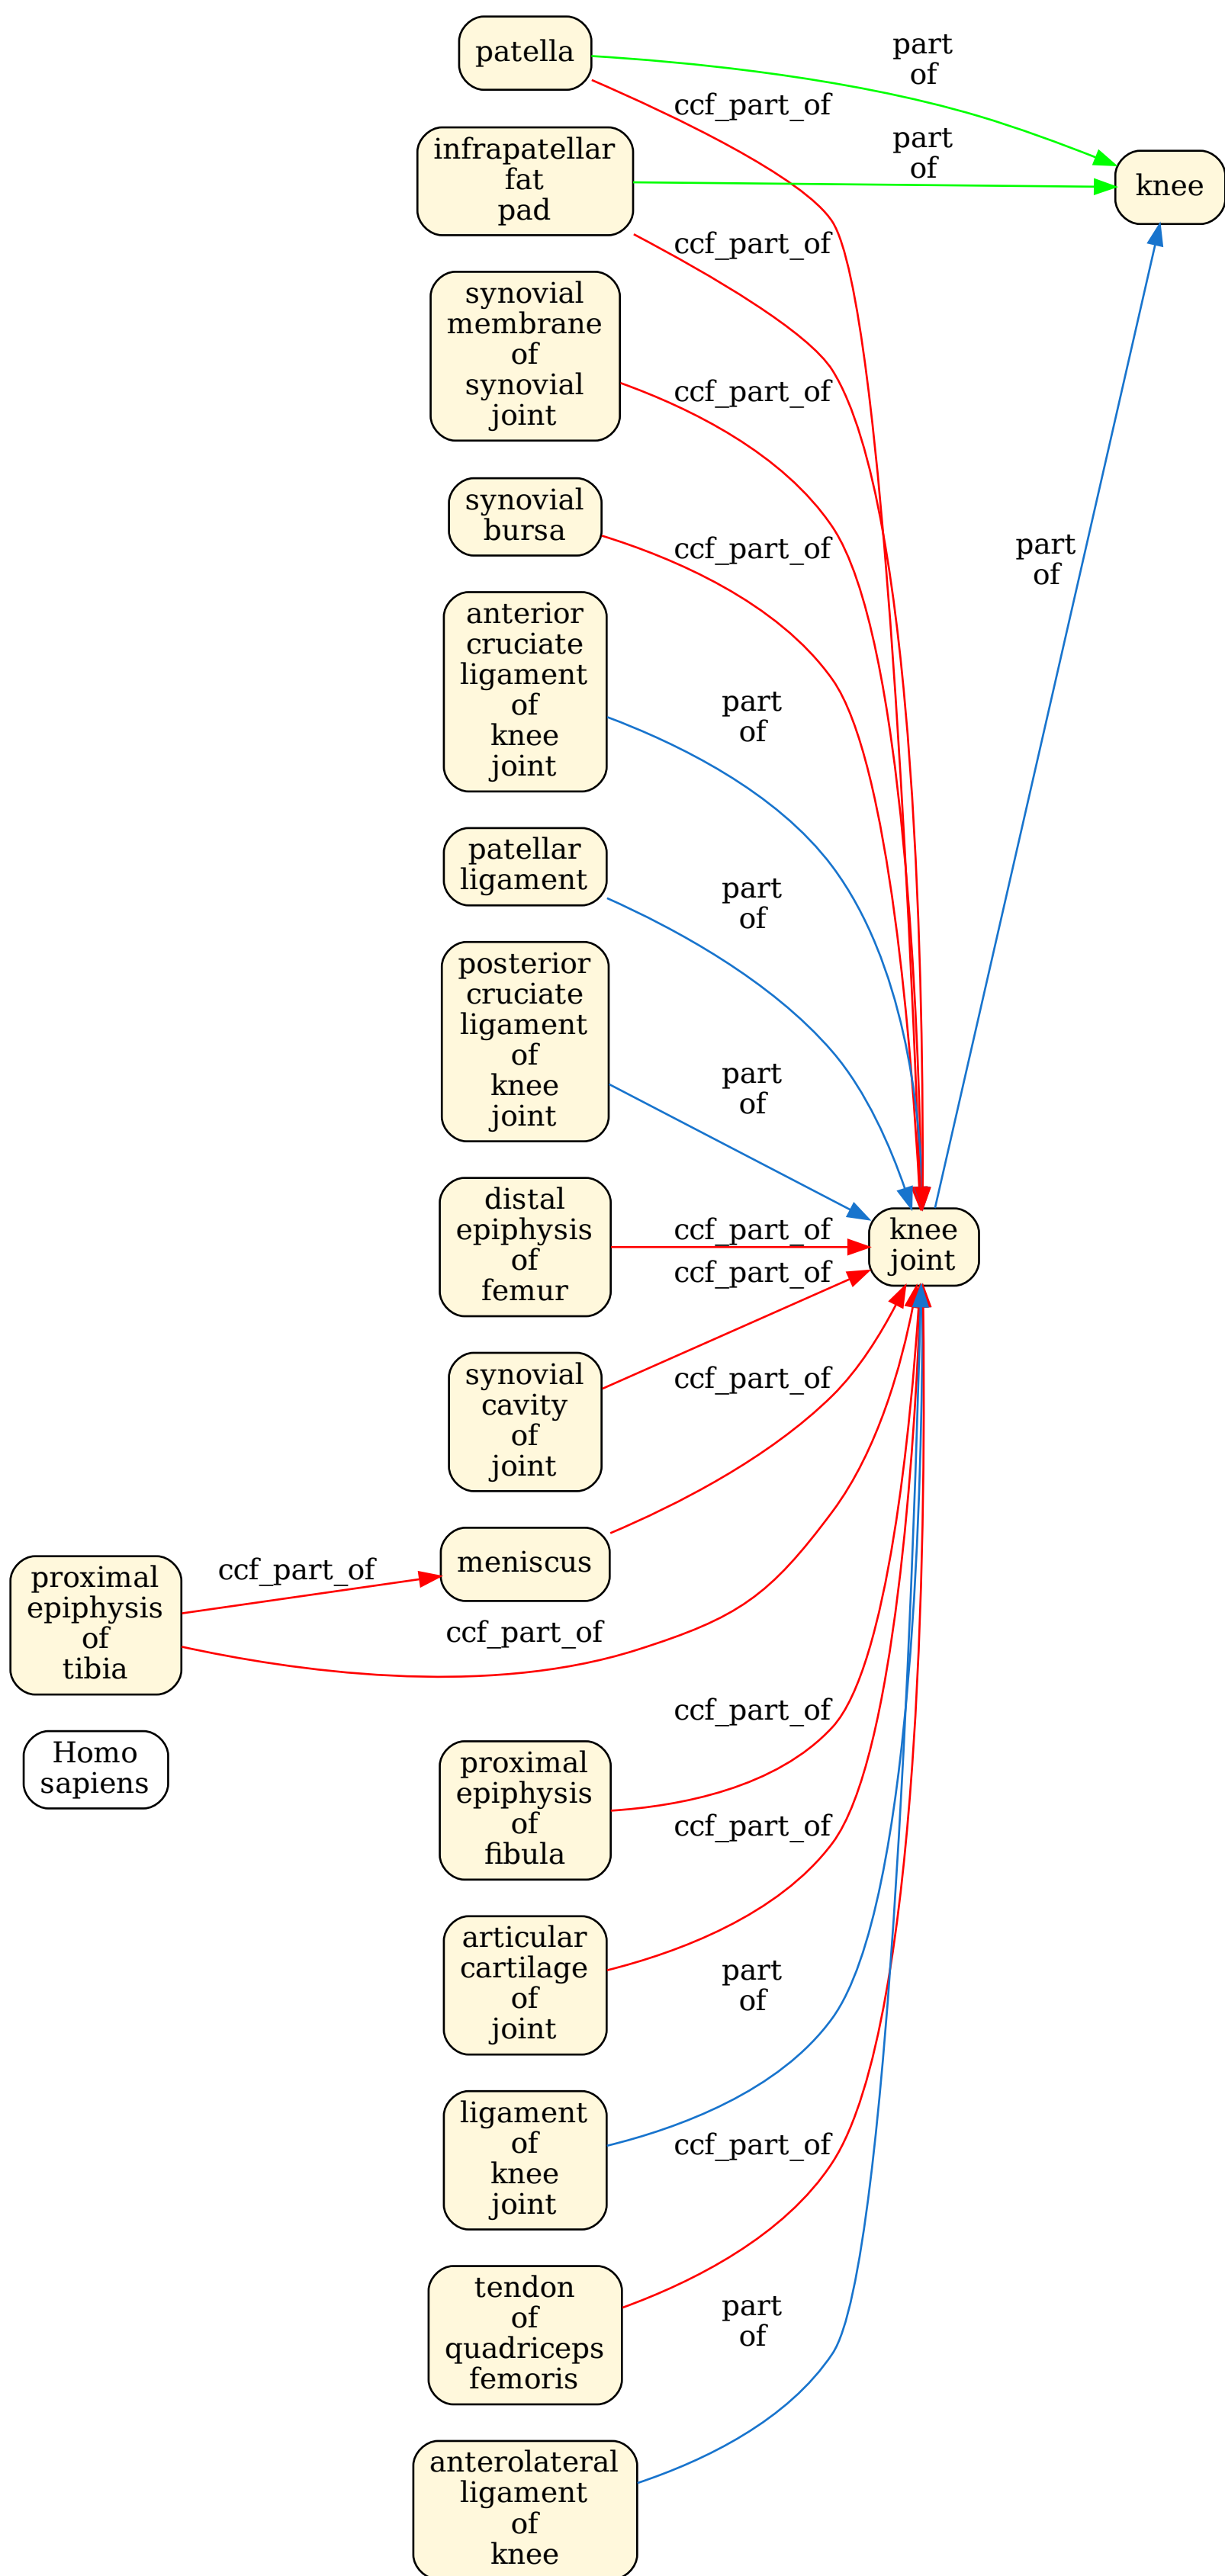 patella
part
of
ccf_part_of
infrapatellar
fat
pad
part
of
knee
ccf_part_of
synovial
membrane
of
synovial
joint
ccf_part_of
synovial
bursa
ccf_part_of
part
of
anterior
cruciate
ligament
of
knee
joint
part
of
patellar
ligament
part
of
posterior
cruciate
ligament
of
knee
joint
part
of
distal
epiphysis
of
femur
ccf_part_of
knee
joint
ccf_part_of
synovial
cavity
of
joint
ccf_part_of
meniscus
proximal
epiphysis
of
tibia
ccf_part_of
ccf_part_of
Homo
sapiens
ccf_part_of
proximal
epiphysis
of
fibula
ccf_part_of
articular
cartilage
of
joint
part
of
ligament
of
knee
joint
ccf_part_of
tendon
of
quadriceps
femoris
part
of
anterolateral
ligament
of
knee